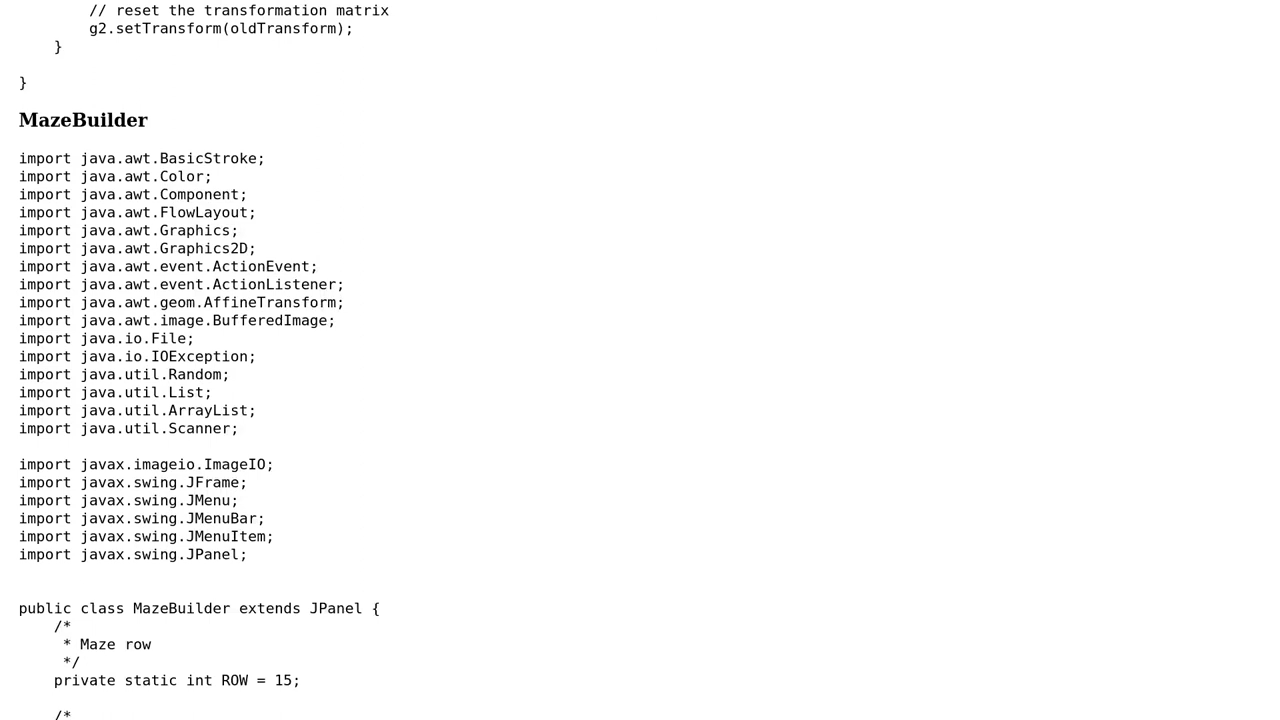 // reset the transformation matrix
g2.setTransform(oldTransform);
}
}
MazeBuilder
import java.awt.BasicStroke;
import java.awt.Color;
import java.awt.Component;
import java.awt.FlowLayout;
import java.awt.Graphics;
import java.awt.Graphics2D;
import java.awt.event.ActionEvent;
import java.awt.event.ActionListener;
import java.awt.geom.AffineTransform;
import java.awt.image.BufferedImage;
import java.io.File;
import java.io.IOException;
import java.util.Random;
import java.util.List;
import java.util.ArrayList;
import java.util.Scanner;
import javax.imageio.ImageIO;
import javax.swing.JFrame;
import javax.swing.JMenu;
import javax.swing.JMenuBar;
import javax.swing.JMenuItem;
import javax.swing.JPanel;
public class MazeBuilder extends JPanel {
/*
* Maze row
*/
private static int ROW = 15;
/*